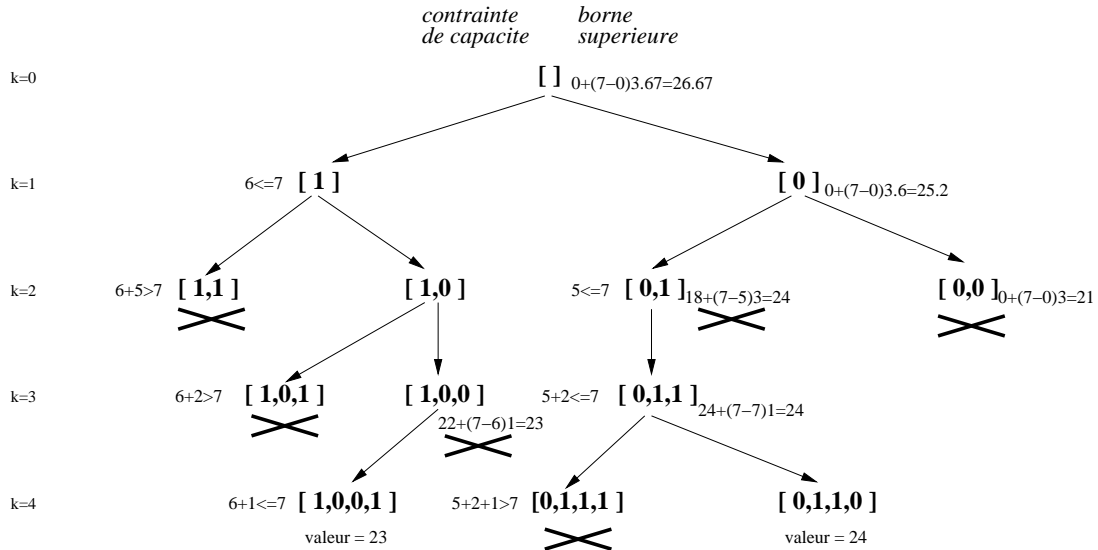 contrainte de capacite
borne superieure
k=0
[ ] 0+(7−0)3.67=26.67
k=1
6<=7 [ 1 ]
[ 0 ] 0+(7−0)3.6=25.2
k=2
6+5>7 [ 1,1 ]
[ 1,0 ]
5<=7 [ 0,1 ] 18+(7−5)3=24
[ 0,0 ] 0+(7−0)3=21
k=3
6+2>7 [ 1,0,1 ]
[ 1,0,0 ]
22+(7−6)1=23
5+2<=7 [ 0,1,1 ] 24+(7−7)1=24
k=4
6+1<=7 [ 1,0,0,1 ]
5+2+1>7 [0,1,1,1 ]
[ 0,1,1,0 ]
valeur = 23
valeur = 24